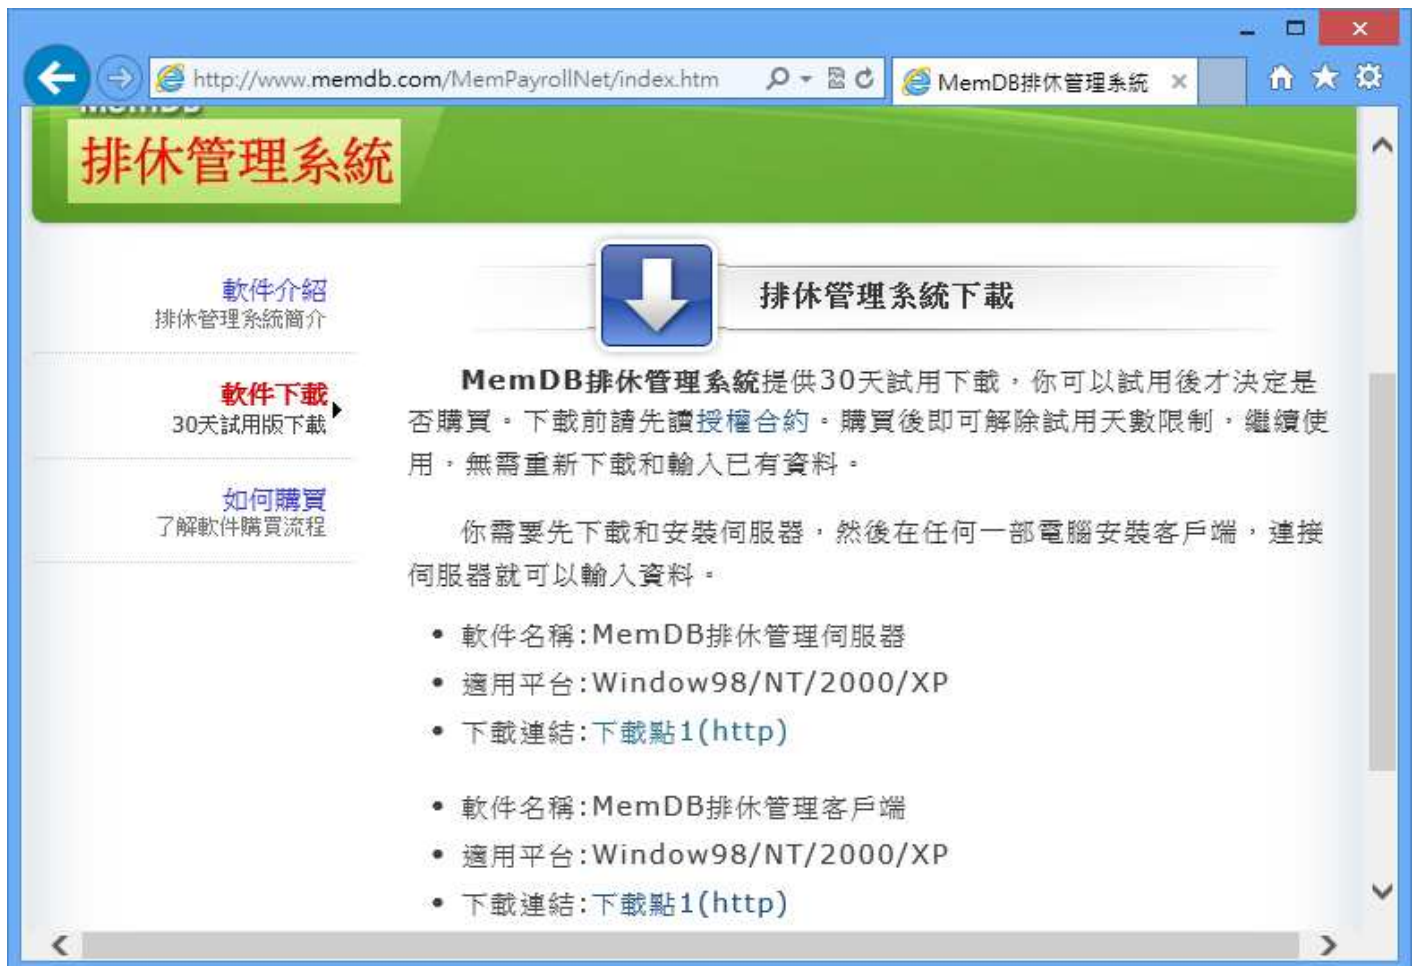 http://www.memdb.com/MemPayrollNet/index.htm
MemDB排休管理系統
MemDB
排休管理系統
軟件介紹
排休管理系統簡介
軟件下載
30天試用版下載
如何購買
了解軟件購買流程
排休管理系統下載
MemDB排休管理系統提供30天試用下載，你可以試用後才決定是
否購買。下載前請先讀授權合約。購買後即可解除試用天數限制，繼續使
用，無需重新下載和輸入已有資料。
你需要先下載和安裝伺服器，然後在任何一部電腦安裝客戶端，連接
伺服器就可以輸入資料。
• 軟件名稱:MemDB排休管理伺服器
• 適用平台:Window98/NT/2000/XP
• 下載連結:下載點1(http)
• 軟件名稱:MemDB排休管理客戶端
• 適用平台:Window98/NT/2000/XP
• 下載連結:下載點1(http)